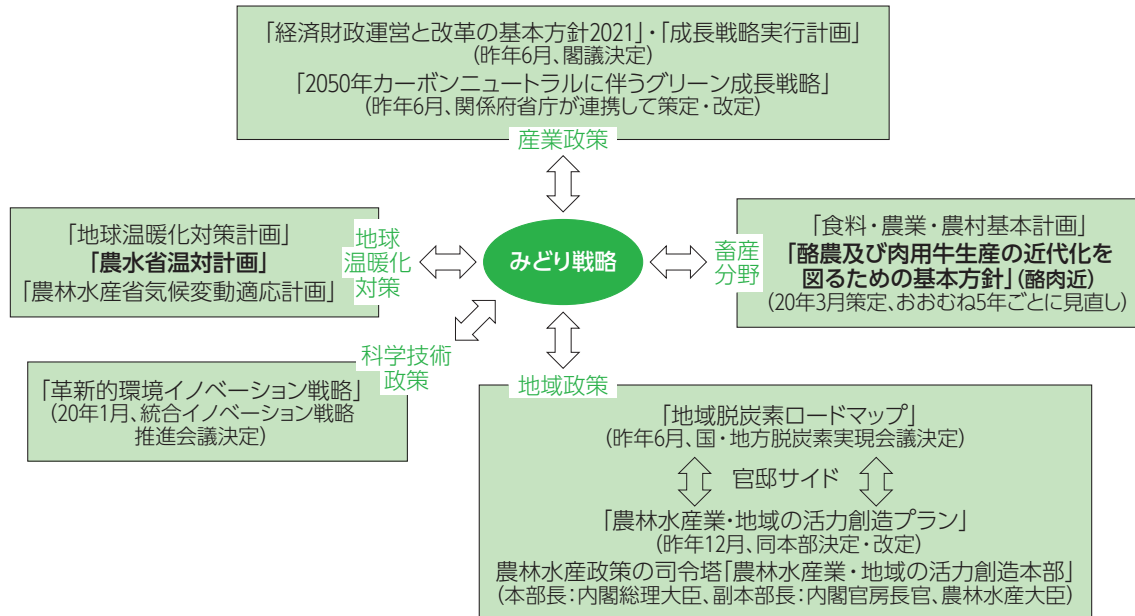 「経済財政運営と改革の基本方針2021」・「成長戦略実行計画」
(昨年6月、閣議決定)
「2050年カーボンニュートラルに伴うグリーン成長戦略」
(昨年6月、関係府省庁が連携して策定・改定)
産業政策
「地球温暖化対策計画」
「農水省温対計画」
「農林水産省気候変動適応計画」
地球
温暖化
対策
みどり戦略
畜産
分野
「食料・農業・農村基本計画」
「酪農及び肉用牛生産の近代化を
図るための基本方針」(酪肉近)
(20年3月策定、おおむね5年ごとに見直し)
科学技術
政策
「革新的環境イノベーション戦略」
(20年1月、統合イノベーション戦略
推進会議決定)
地域政策
「地域脱炭素ロードマップ」
(昨年6月、国・地方脱炭素実現会議決定)
官邸サイド
「農林水産業・地域の活力創造プラン」
(昨年12月、同本部決定・改定)
農林水産政策の司令塔「農林水産業・地域の活力創造本部」
(本部長:内閣総理大臣、副本部長:内閣官房長官、農林水産大臣)